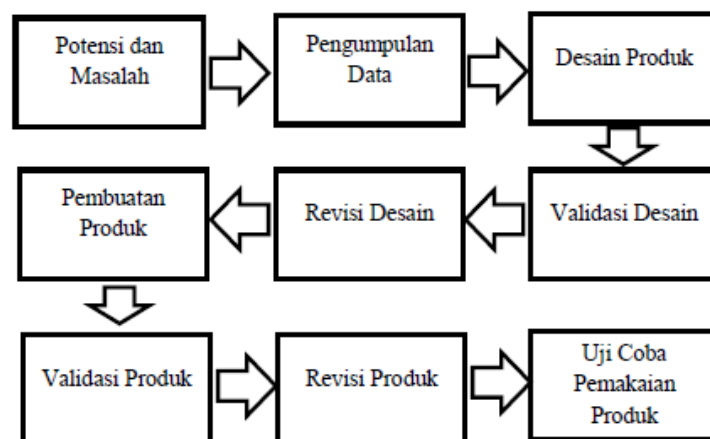 Potensi dan
Masalah
Pengumpulan
Data
Desain Produk
Validasi Desain
Revisi Desain
Pembuatan
Produk
Validasi Produk
Revisi Produk
Uji Coba
Pemakaian
Produk